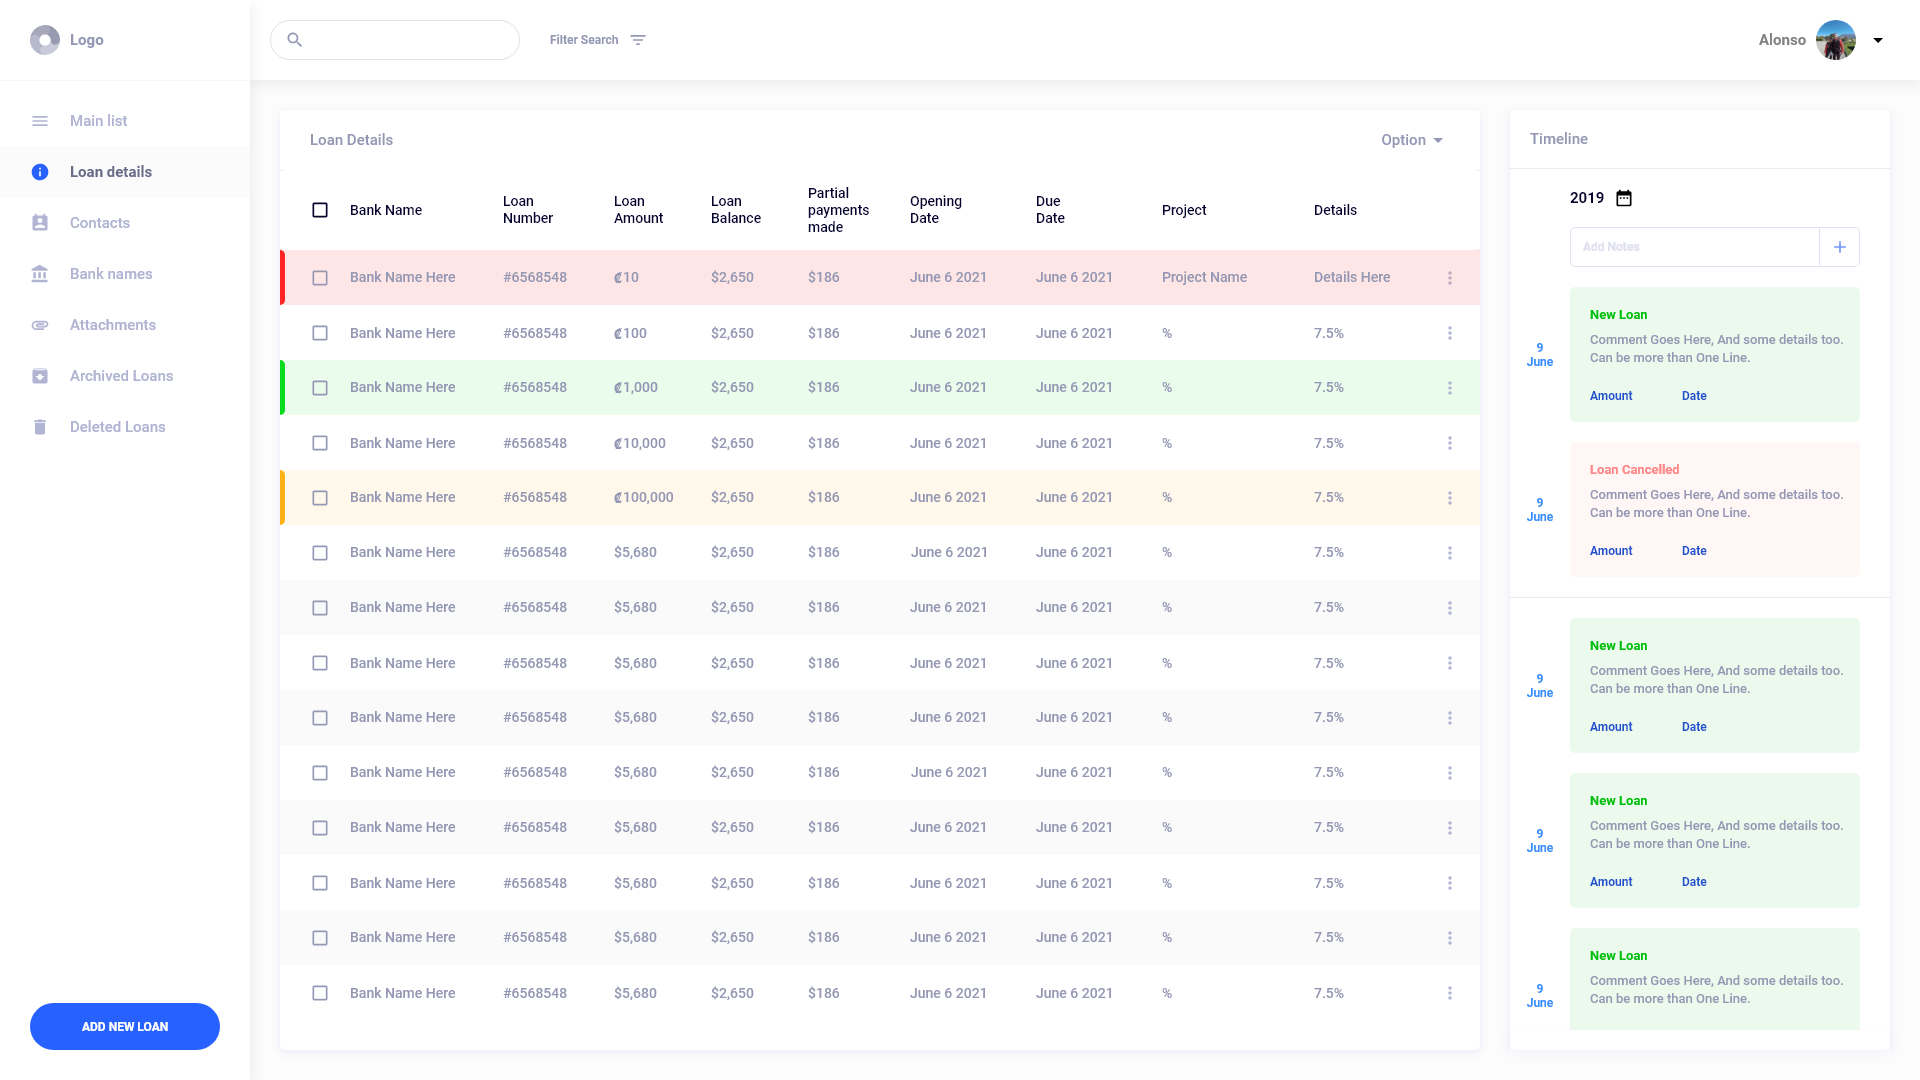 Logo
Filter Search
Alonso
Main list
Loan details
Contacts
Bank names
Attachments
Archived Loans
Deleted Loans
ADD NEW LOAN
Loan Details
Option
Bank Name
Loan
Number
Loan
Amount
Loan
Balance
Partial
payments
made
Opening
Date
Due
Date
Project
Details
Bank Name Here #6568548 ₡10 $2,650 $186 June 6 2021 June 6 2021 Project Name Details Here
Bank Name Here #6568548 ₡100 $2,650 $186 June 6 2021 June 6 2021 % 7.5%
Bank Name Here #6568548 ₡1,000 $2,650 $186 June 6 2021 June 6 2021 % 7.5%
Bank Name Here #6568548 ₡10,000 $2,650 $186 June 6 2021 June 6 2021 % 7.5%
Bank Name Here #6568548 ₡100,000 $2,650 $186 June 6 2021 June 6 2021 % 7.5%
Bank Name Here #6568548 $5,680 $2,650 $186 June 6 2021 June 6 2021 % 7.5%
Bank Name Here #6568548 $5,680 $2,650 $186 June 6 2021 June 6 2021 % 7.5%
Bank Name Here #6568548 $5,680 $2,650 $186 June 6 2021 June 6 2021 % 7.5%
Bank Name Here #6568548 $5,680 $2,650 $186 June 6 2021 June 6 2021 % 7.5%
Bank Name Here #6568548 $5,680 $2,650 $186 June 6 2021 June 6 2021 % 7.5%
Bank Name Here #6568548 $5,680 $2,650 $186 June 6 2021 June 6 2021 % 7.5%
Bank Name Here #6568548 $5,680 $2,650 $186 June 6 2021 June 6 2021 % 7.5%
Bank Name Here #6568548 $5,680 $2,650 $186 June 6 2021 June 6 2021 % 7.5%
Bank Name Here #6568548 $5,680 $2,650 $186 June 6 2021 June 6 2021 % 7.5%
Timeline
2019
Add Notes
9
June
New Loan
Comment Goes Here, And some details too.
Can be more than One Line.
Amount Date
9
June
Loan Cancelled
Comment Goes Here, And some details too.
Can be more than One Line.
Amount Date
9
June
New Loan
Comment Goes Here, And some details too.
Can be more than One Line.
Amount Date
9
June
New Loan
Comment Goes Here, And some details too.
Can be more than One Line.
Amount Date
9
June
New Loan
Comment Goes Here, And some details too.
Can be more than One Line.